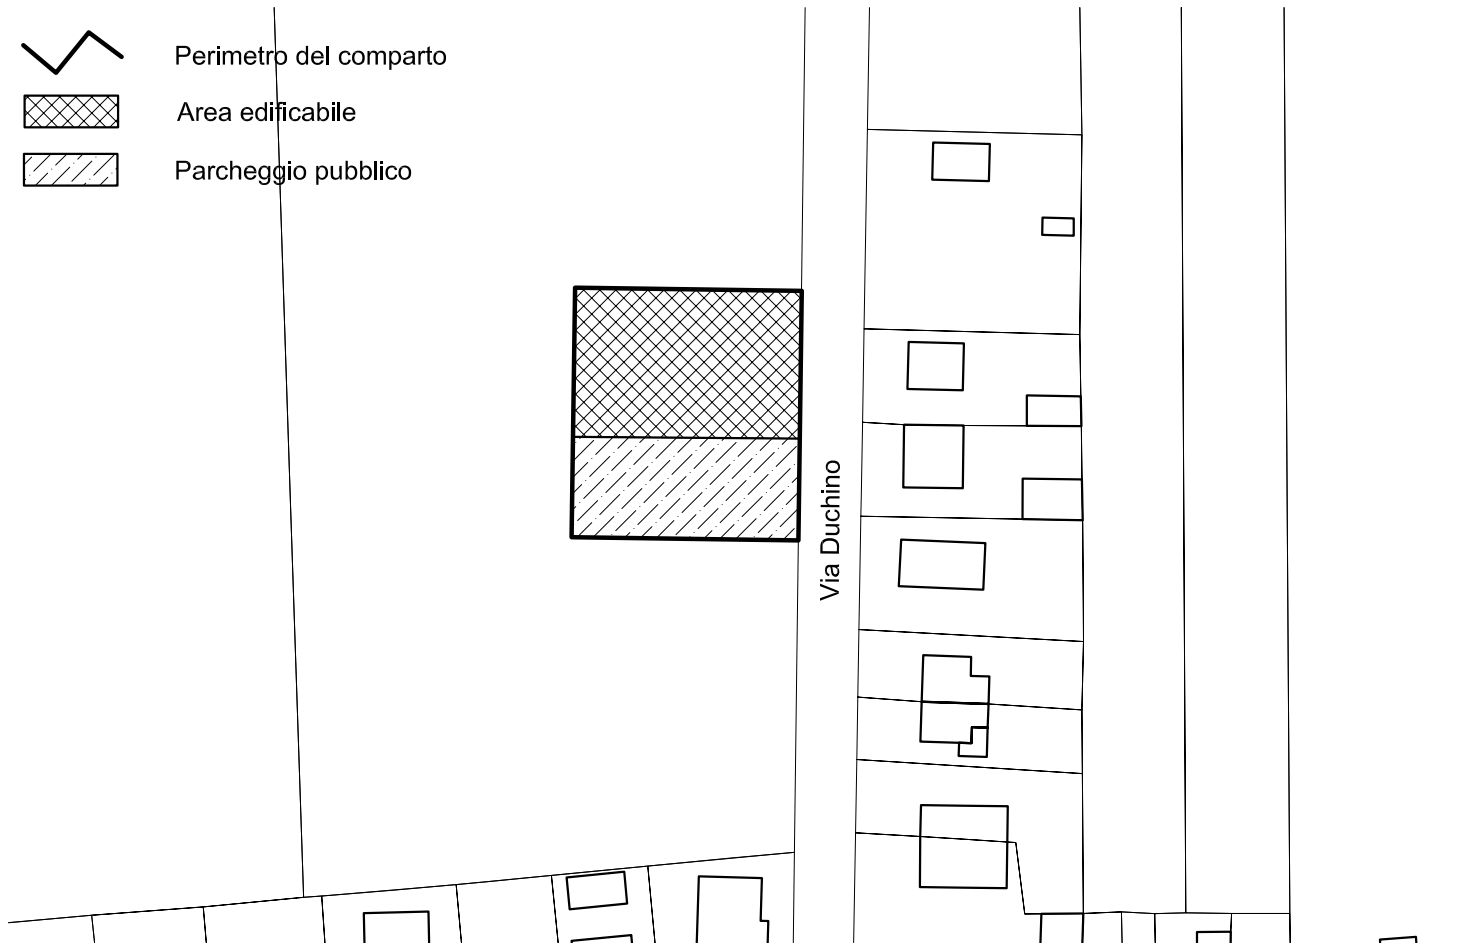 Perimetro del comparto
Area edificabile
Parcheggio pubblico
Via Duchino